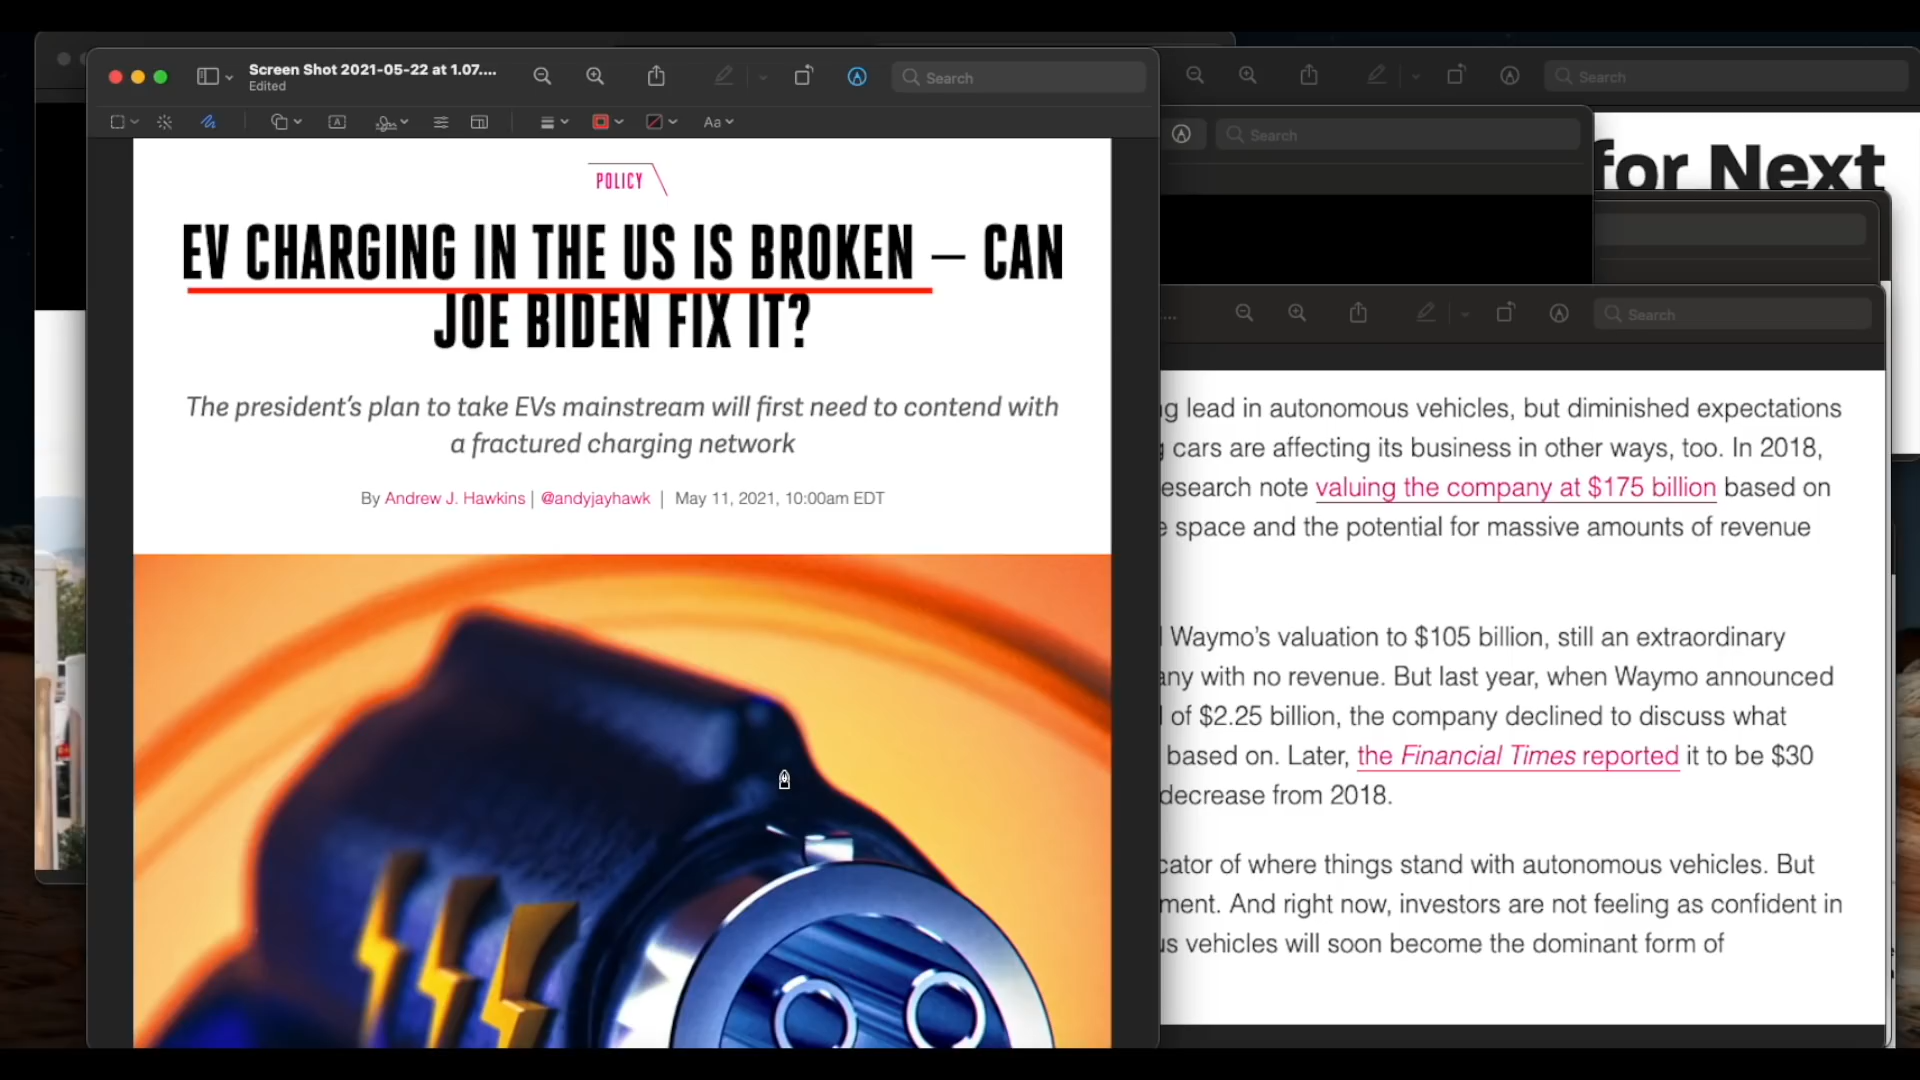 Screen Shot 2021-05-22 at 1.07....
Edited
Search
Search
Search
for Next
POLICY
EV CHARGING IN THE US IS BROKEN — CAN
JOE BIDEN FIX IT?
The president's plan to take EVs mainstream will first need to contend with
a fractured charging network
By Andrew J. Hawkins | @andyjayhawk | May 11, 2021, 10:00am EDT
...
Search
lead in autonomous vehicles, but diminished expectations
cars are affecting its business in other ways, too. In 2018,
esearch note valuing the company at $175 billion based on
space and the potential for massive amounts of revenue
Waymo's valuation to $105 billion, still an extraordinary
any with no revenue. But last year, when Waymo announced
of $2.25 billion, the company declined to discuss what
based on. Later, the Financial Times reported it to be $30
decrease from 2018.
cator of where things stand with autonomous vehicles. But
ment. And right now, investors are not feeling as confident in
us vehicles will soon become the dominant form of